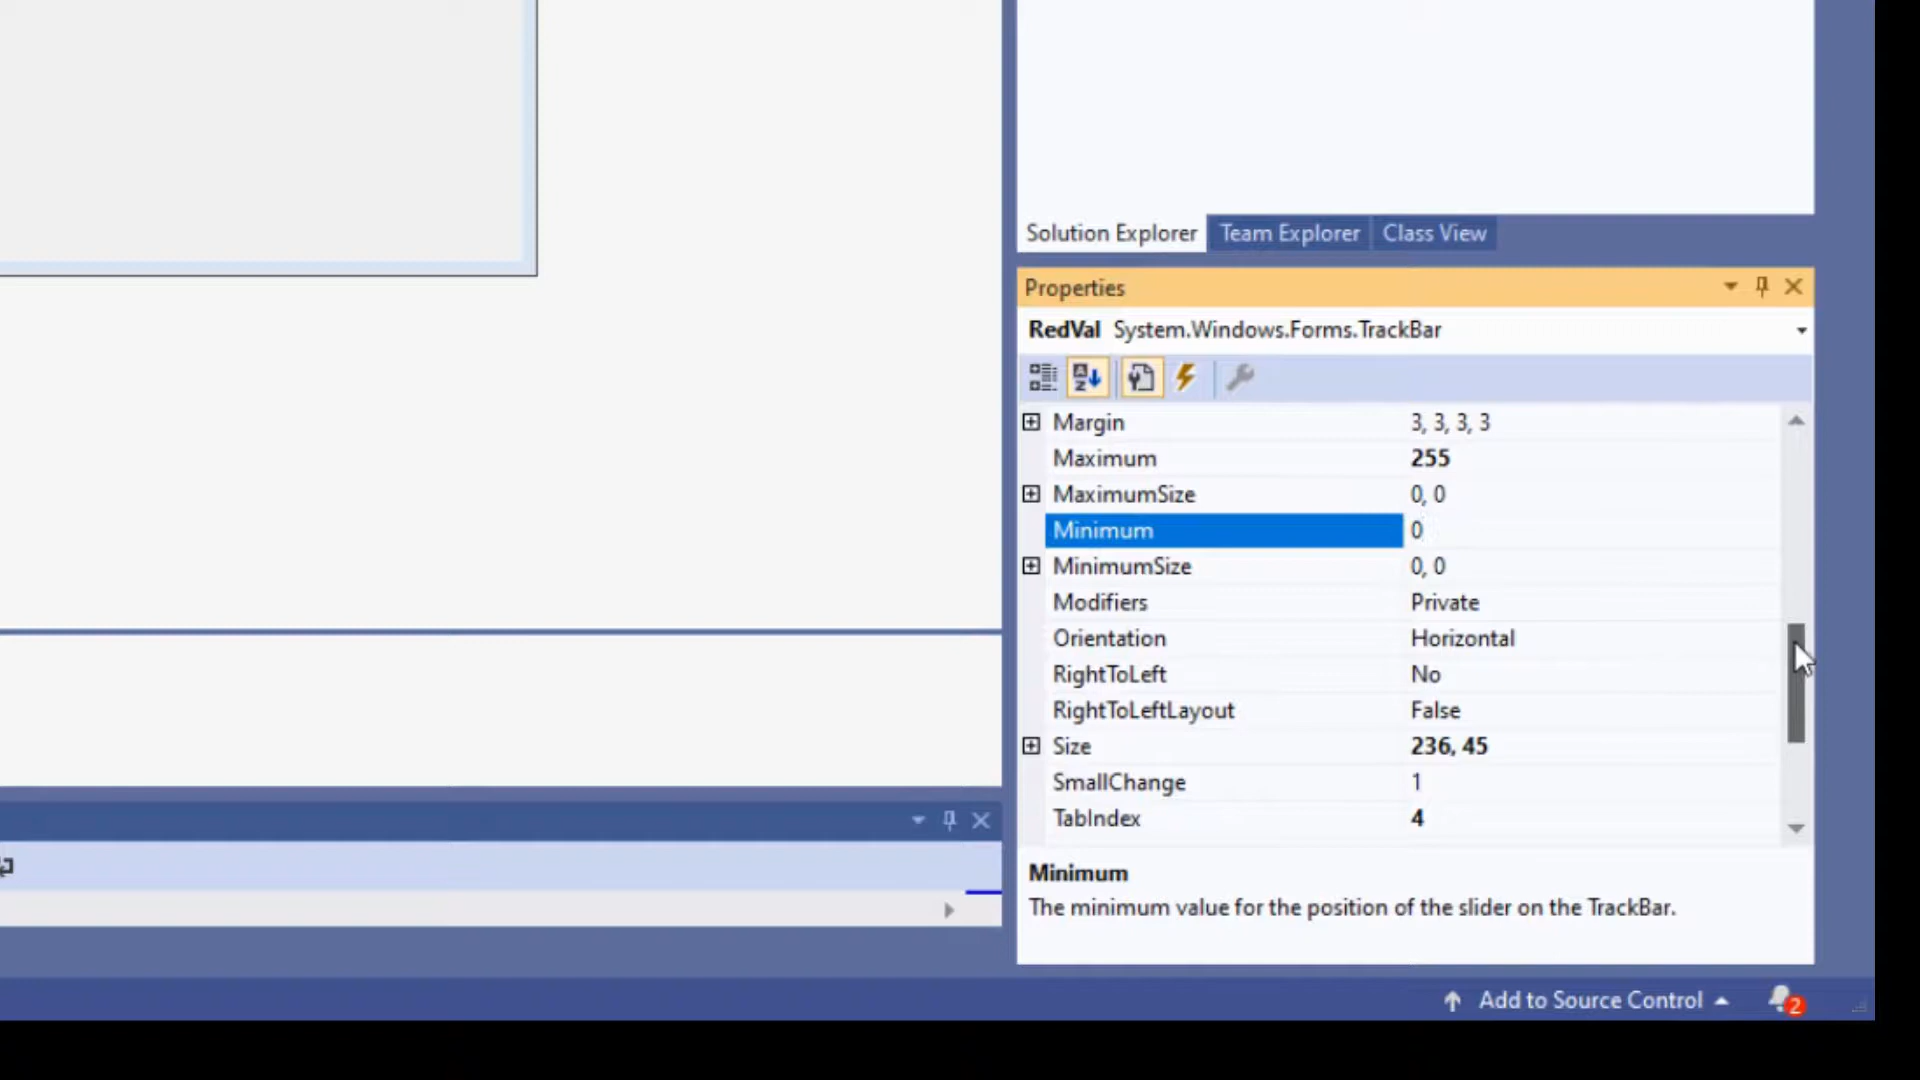 Solution Explorer Team Explorer Class View
Properties
RedVal System.Windows.Forms.TrackBar
Margin 3, 3, 3, 3
Maximum 255
MaximumSize 0, 0
Minimum 0
MinimumSize 0, 0
Modifiers Private
Orientation Horizontal
RightToLeft No
RightToLeftLayout False
Size 236, 45
SmallChange 1
TabIndex 4
Minimum
The minimum value for the position of the slider on the TrackBar.
Add to Source Control 2